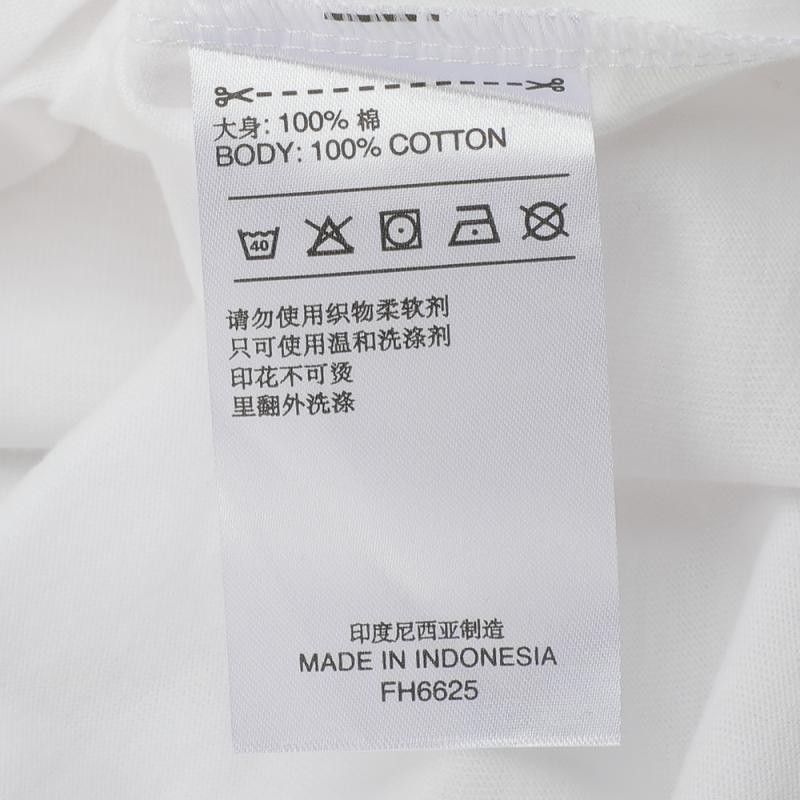 大身: 100% 棉
BODY: 100% COTTON
40
请勿使用织物柔软剂
只可使用温和洗涤剂
印花不可烫
里翻外洗涤
印度尼西亚制造
MADE IN INDONESIA
FH6625